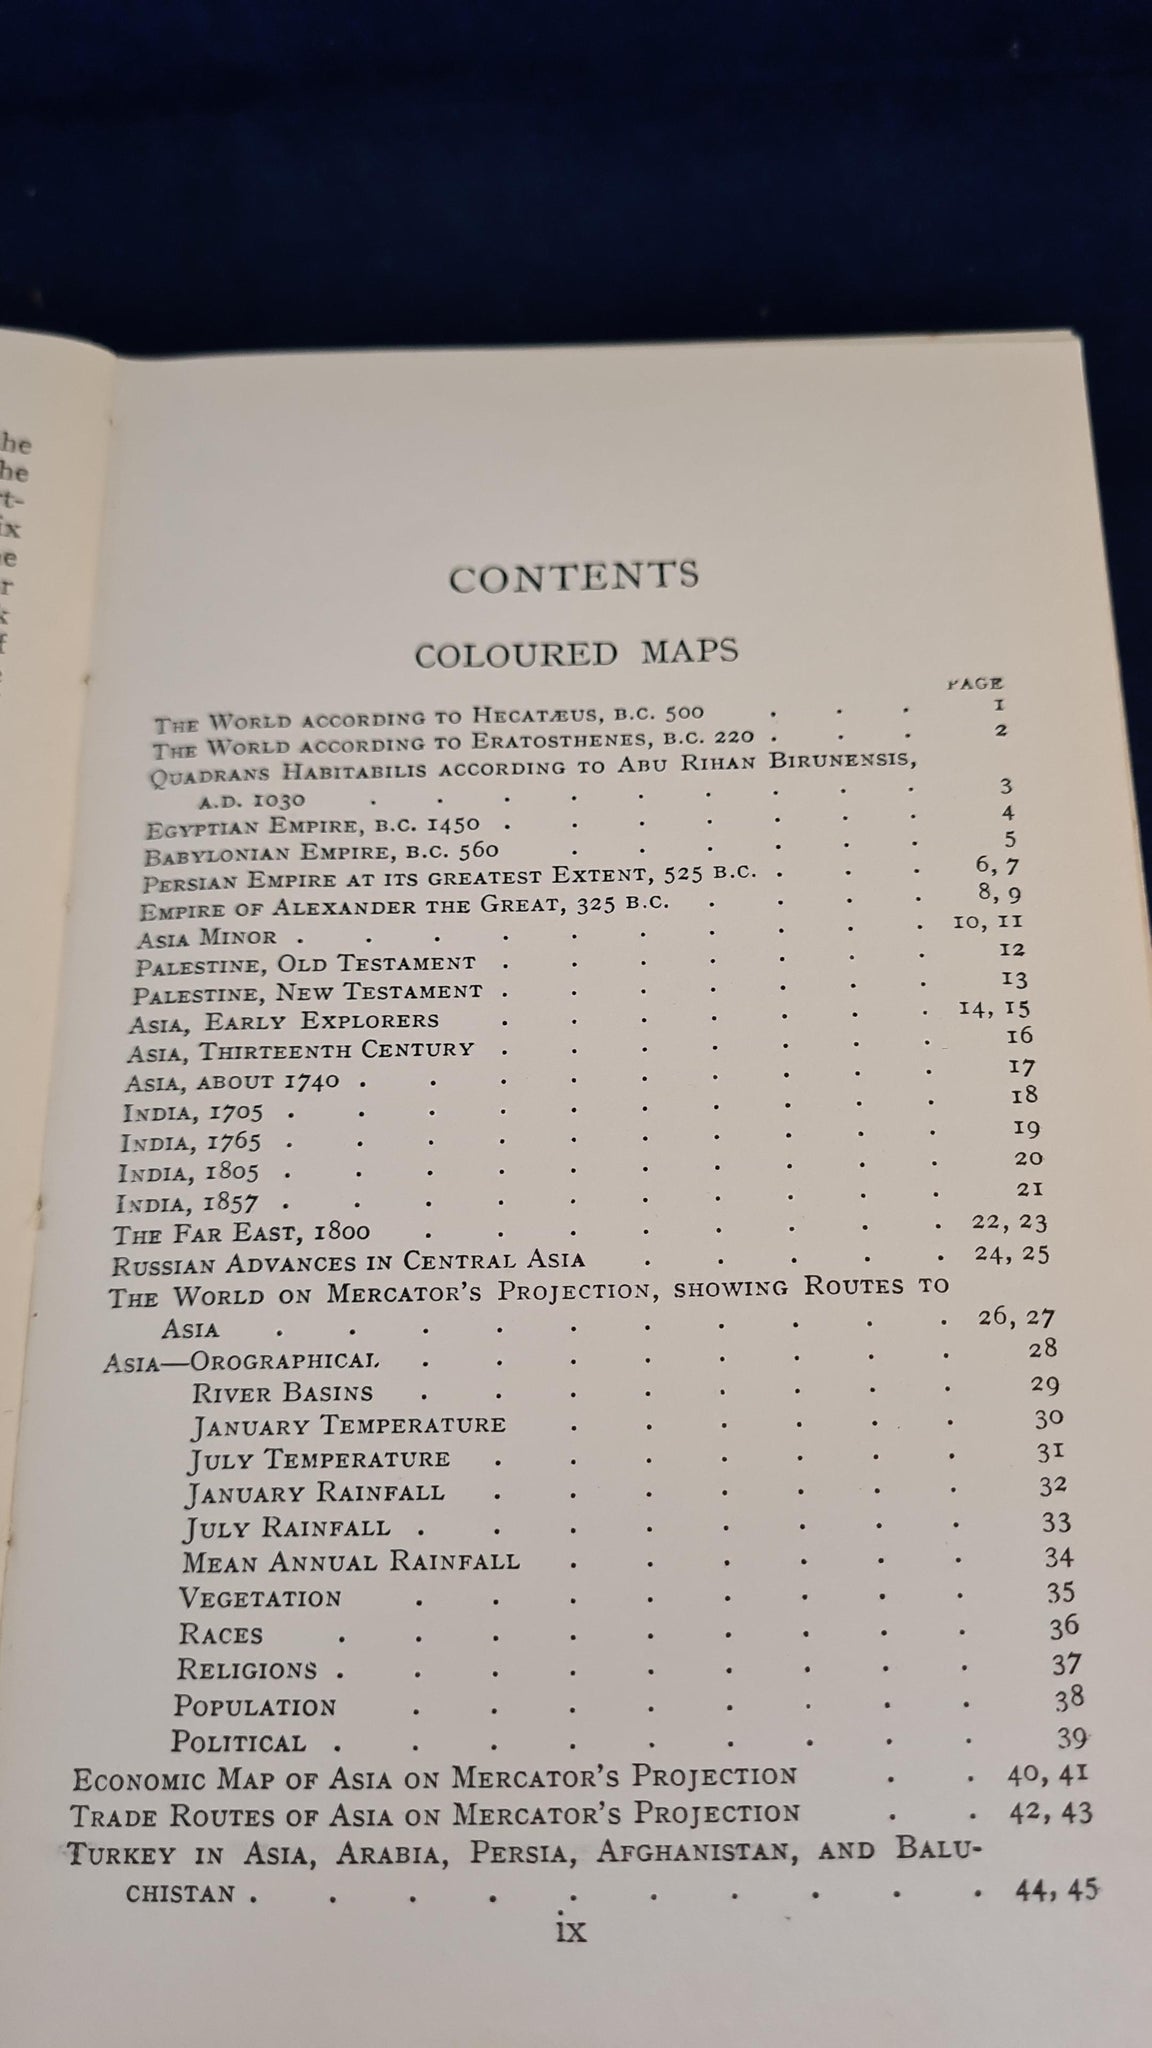 he
he
rt-
ix
e
r
k
f
CONTENTS
COLOURED MAPS
PAGE
THE WORLD ACCORDING TO HECATÆUS, B.C. 500 . . . 1
THE WORLD ACCORDING TO ERATOSTHENES, B.C. 220 . . . 2
QUADRANS HABITABILIS ACCORDING TO ABU RIHAN BIRUNENSIS,
A.D. 1030 . . . . . . . . . 3
EGYPTIAN EMPIRE, B.C. 1450 . . . . . . . 4
BABYLONIAN EMPIRE, B.C. 560 . . . . . . 5
PERSIAN EMPIRE AT ITS GREATEST EXTENT, 525 B.C. . . . 6, 7
EMPIRE OF ALEXANDER THE GREAT, 325 B.C. . . . . 8, 9
ASIA MINOR . . . . . . . . . . 10, 11
PALESTINE, OLD TESTAMENT . . . . . . . 12
PALESTINE, NEW TESTAMENT . . . . . . . 13
ASIA, EARLY EXPLORERS . . . . . . . 14, 15
ASIA, THIRTEENTH CENTURY . . . . . . . 16
ASIA, ABOUT 1740 . . . . . . . . . 17
INDIA, 1705 . . . . . . . . . . 18
INDIA, 1765 . . . . . . . . . . 19
INDIA, 1805 . . . . . . . . . . 20
INDIA, 1857 . . . . . . . . . . 21
THE FAR EAST, 1800 . . . . . . . . 22, 23
RUSSIAN ADVANCES IN CENTRAL ASIA . . . . . 24, 25
THE WORLD ON MERCATOR'S PROJECTION, SHOWING ROUTES TO
ASIA . . . . . . . . . . 26, 27
ASIA—OROGRAPHICAL . . . . . . . . 28
RIVER BASINS . . . . . . . . 29
JANUARY TEMPERATURE . . . . . . 30
JULY TEMPERATURE . . . . . . . 31
JANUARY RAINFALL . . . . . . . 32
JULY RAINFALL . . . . . . . . 33
MEAN ANNUAL RAINFALL . . . . . . 34
VEGETATION . . . . . . . . 35
RACES . . . . . . . . . 36
RELIGIONS . . . . . . . . . 37
POPULATION . . . . . . . . 38
POLITICAL . . . . . . . . . 39
ECONOMIC MAP OF ASIA ON MERCATOR'S PROJECTION . . 40, 41
TRADE ROUTES OF ASIA ON MERCATOR'S PROJECTION . . 42, 43
TURKEY IN ASIA, ARABIA, PERSIA, AFGHANISTAN, AND BALU-
CHISTAN . . . . . . . . . . 44, 45
ix